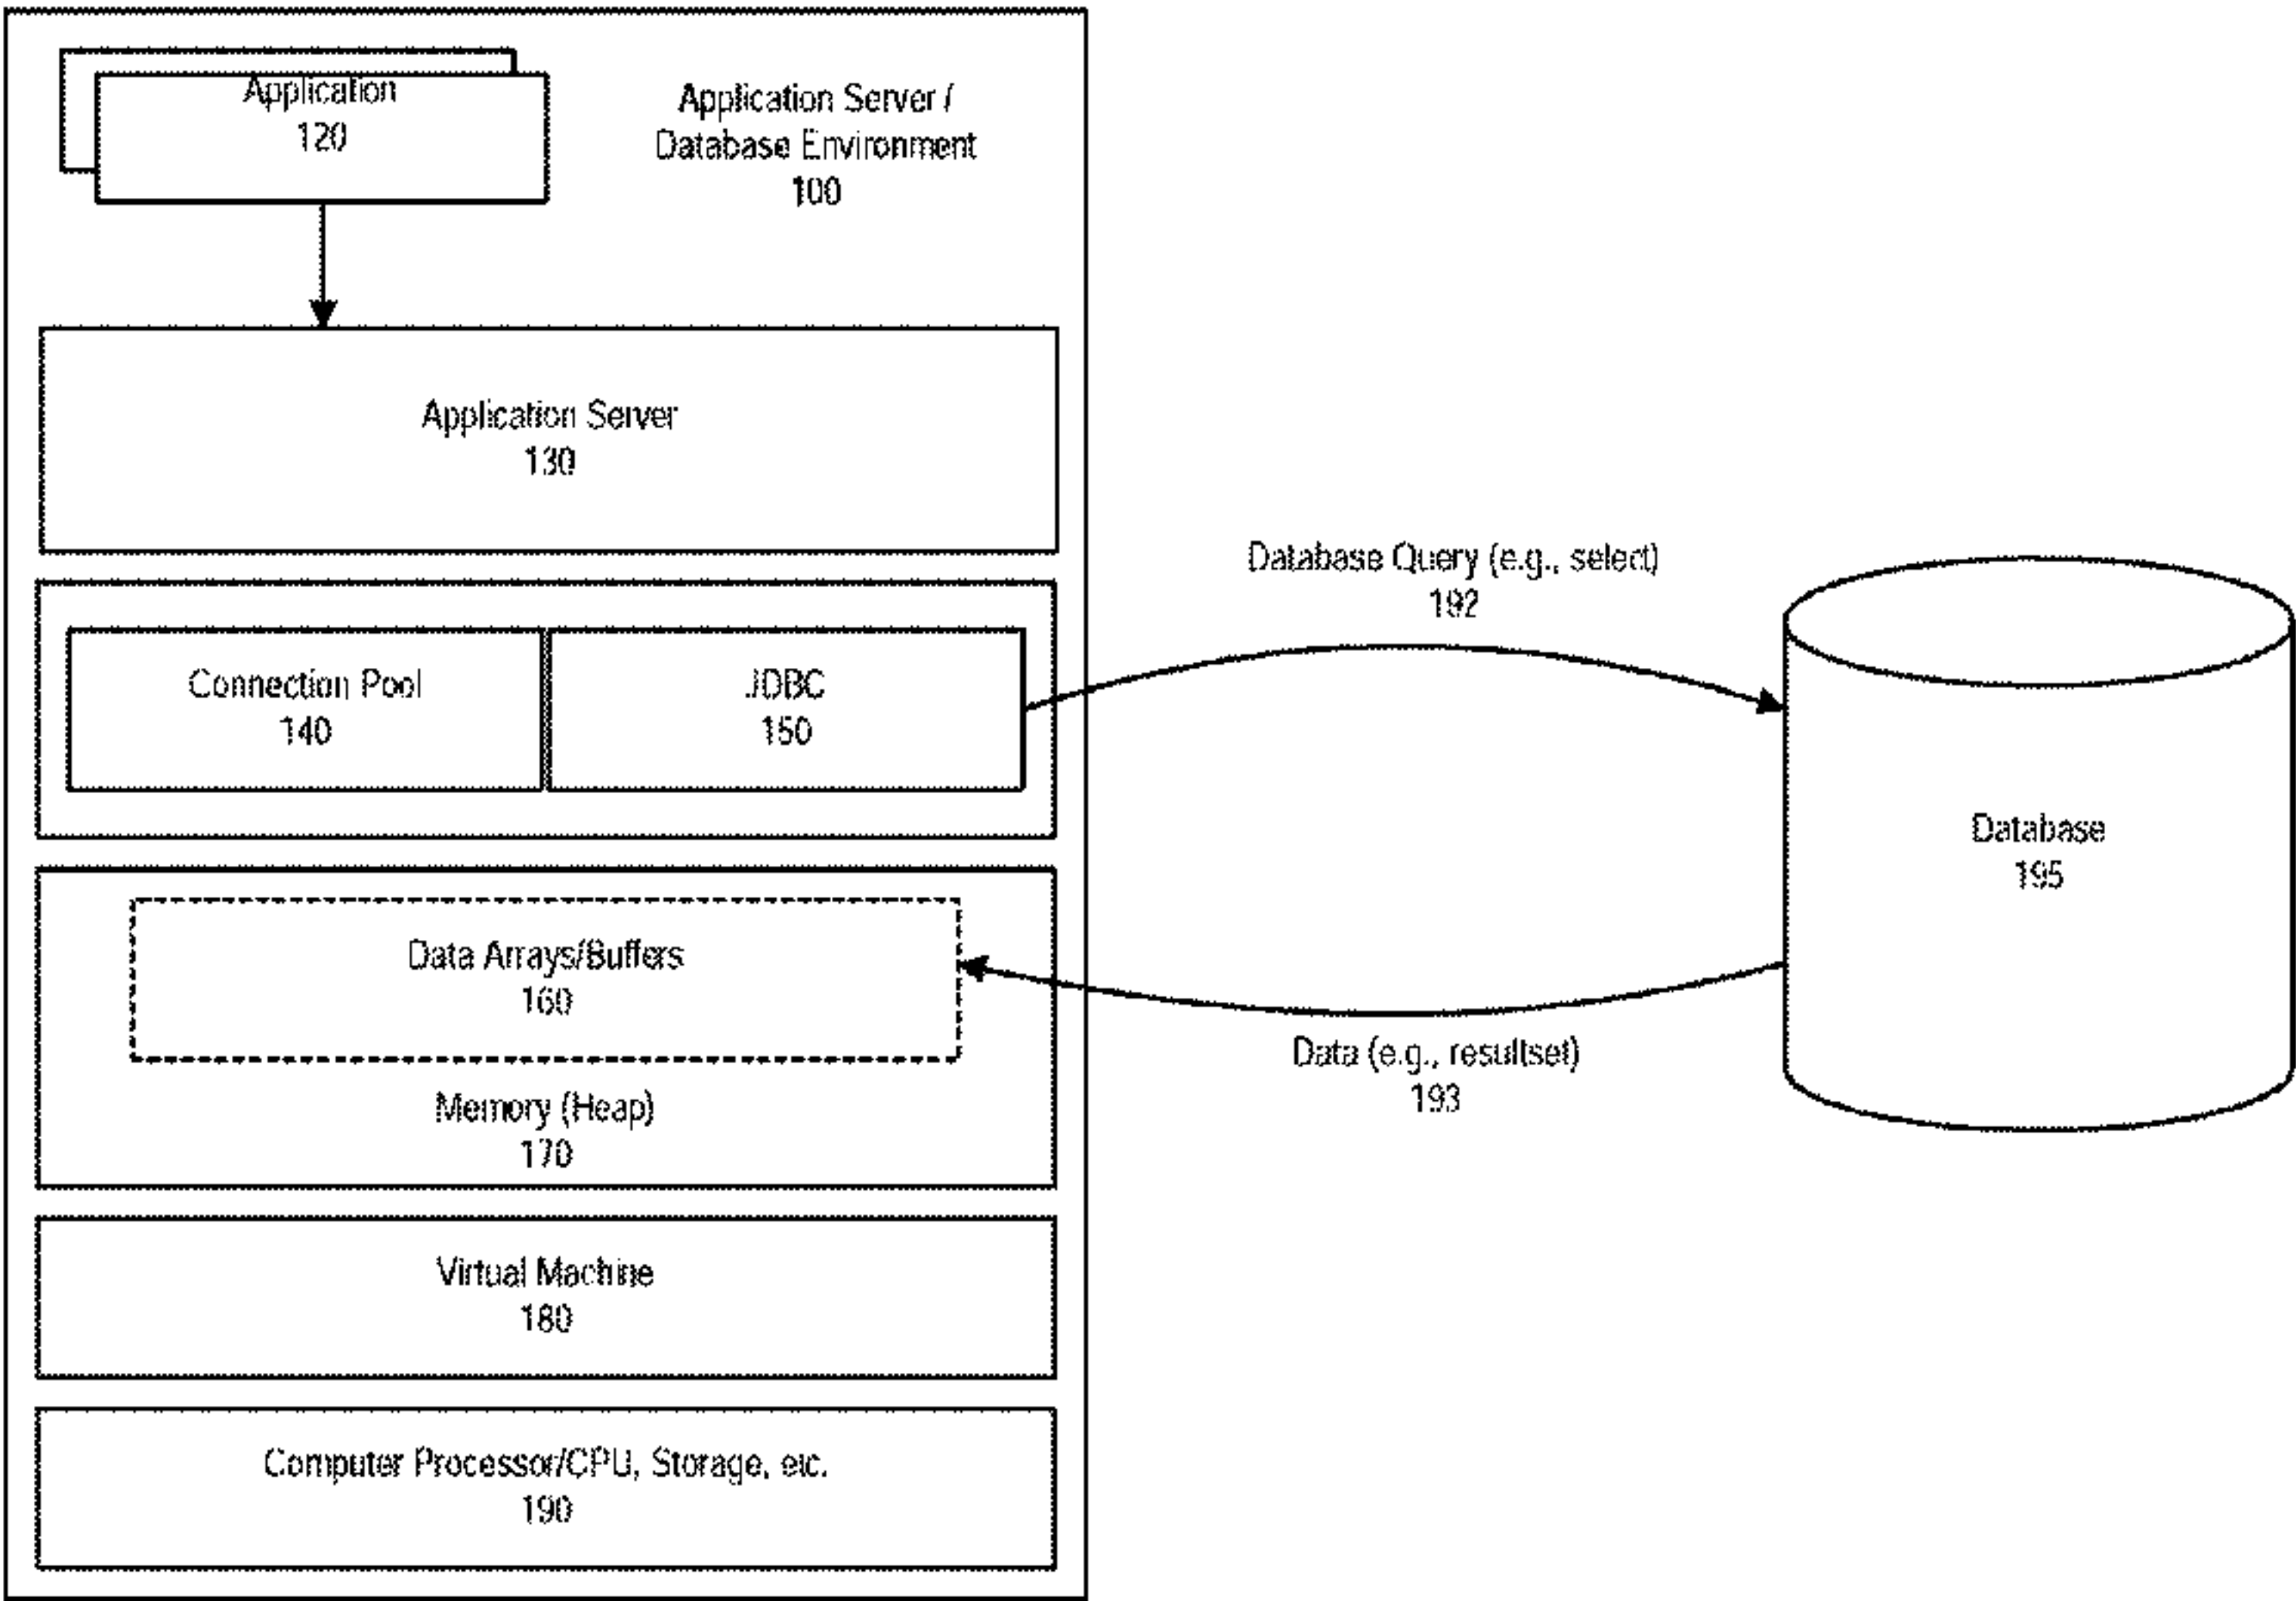 Application
120
Application Server /
Database Environment
100
Application Server
130
Database Query (e.g., select)
192
Connection Pool
140
JDBC
150
Database
195
Data Arrays/Buffers
160
Data (e.g., resultset)
193
Memory (Heap)
170
Virtual Machine
180
Computer Processor/CPU, Storage, etc.
190